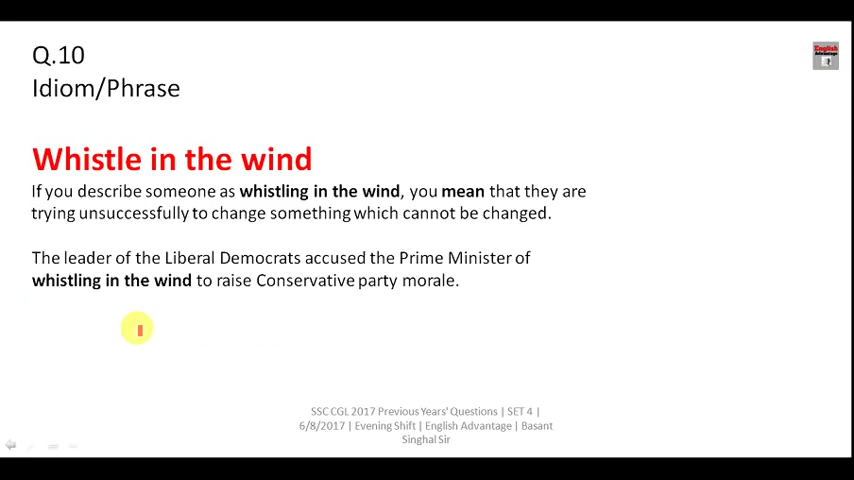 Q.10
Idiom/Phrase
English
Advantage
Whistle in the wind
If you describe someone as whistling in the wind, you mean that they are
trying unsuccessfully to change something which cannot be changed.
The leader of the Liberal Democrats accused the Prime Minister of
whistling in the wind to raise Conservative party morale.
SSC CGL 2017 Previous Years' Questions | SET 4 |
6/8/2017 | Evening Shift | English Advantage | Basant
Singhal Sir